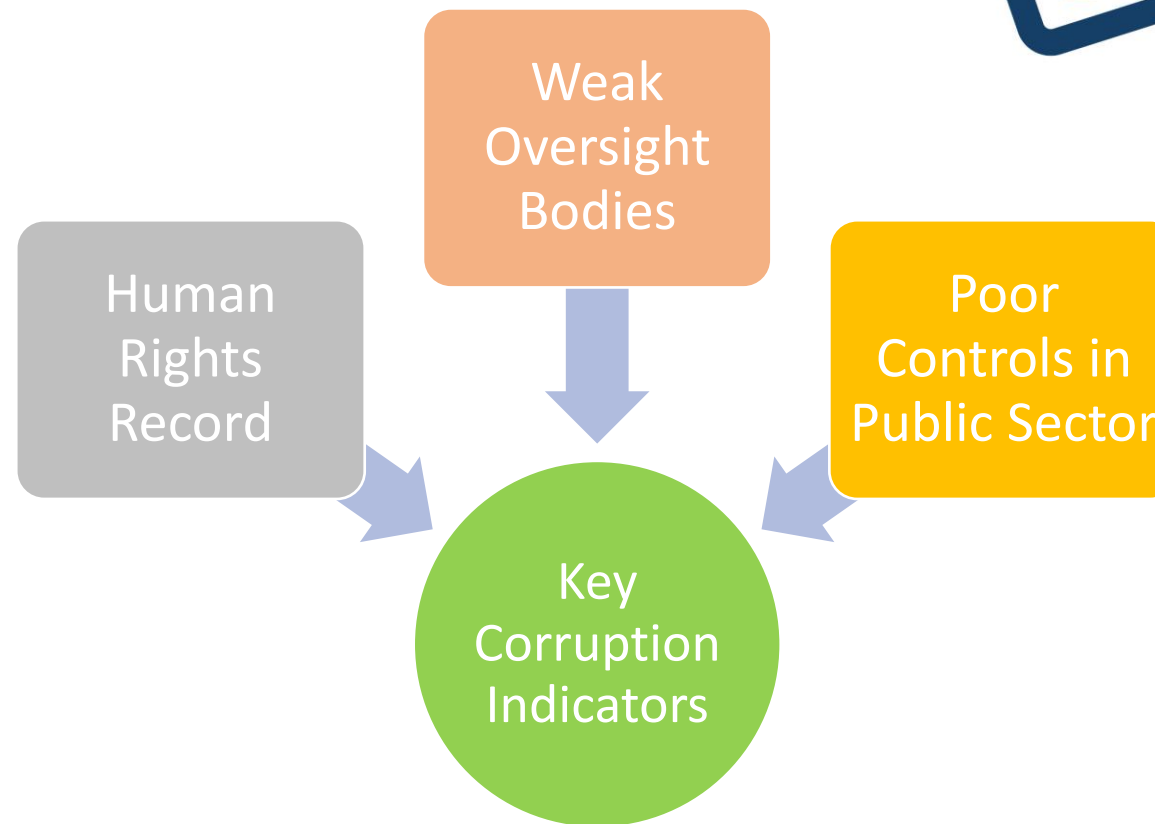 Weak
Oversight
Bodies
Human
Rights
Record
Poor
Controls in
Public Sector
Key
Corruption
Indicators